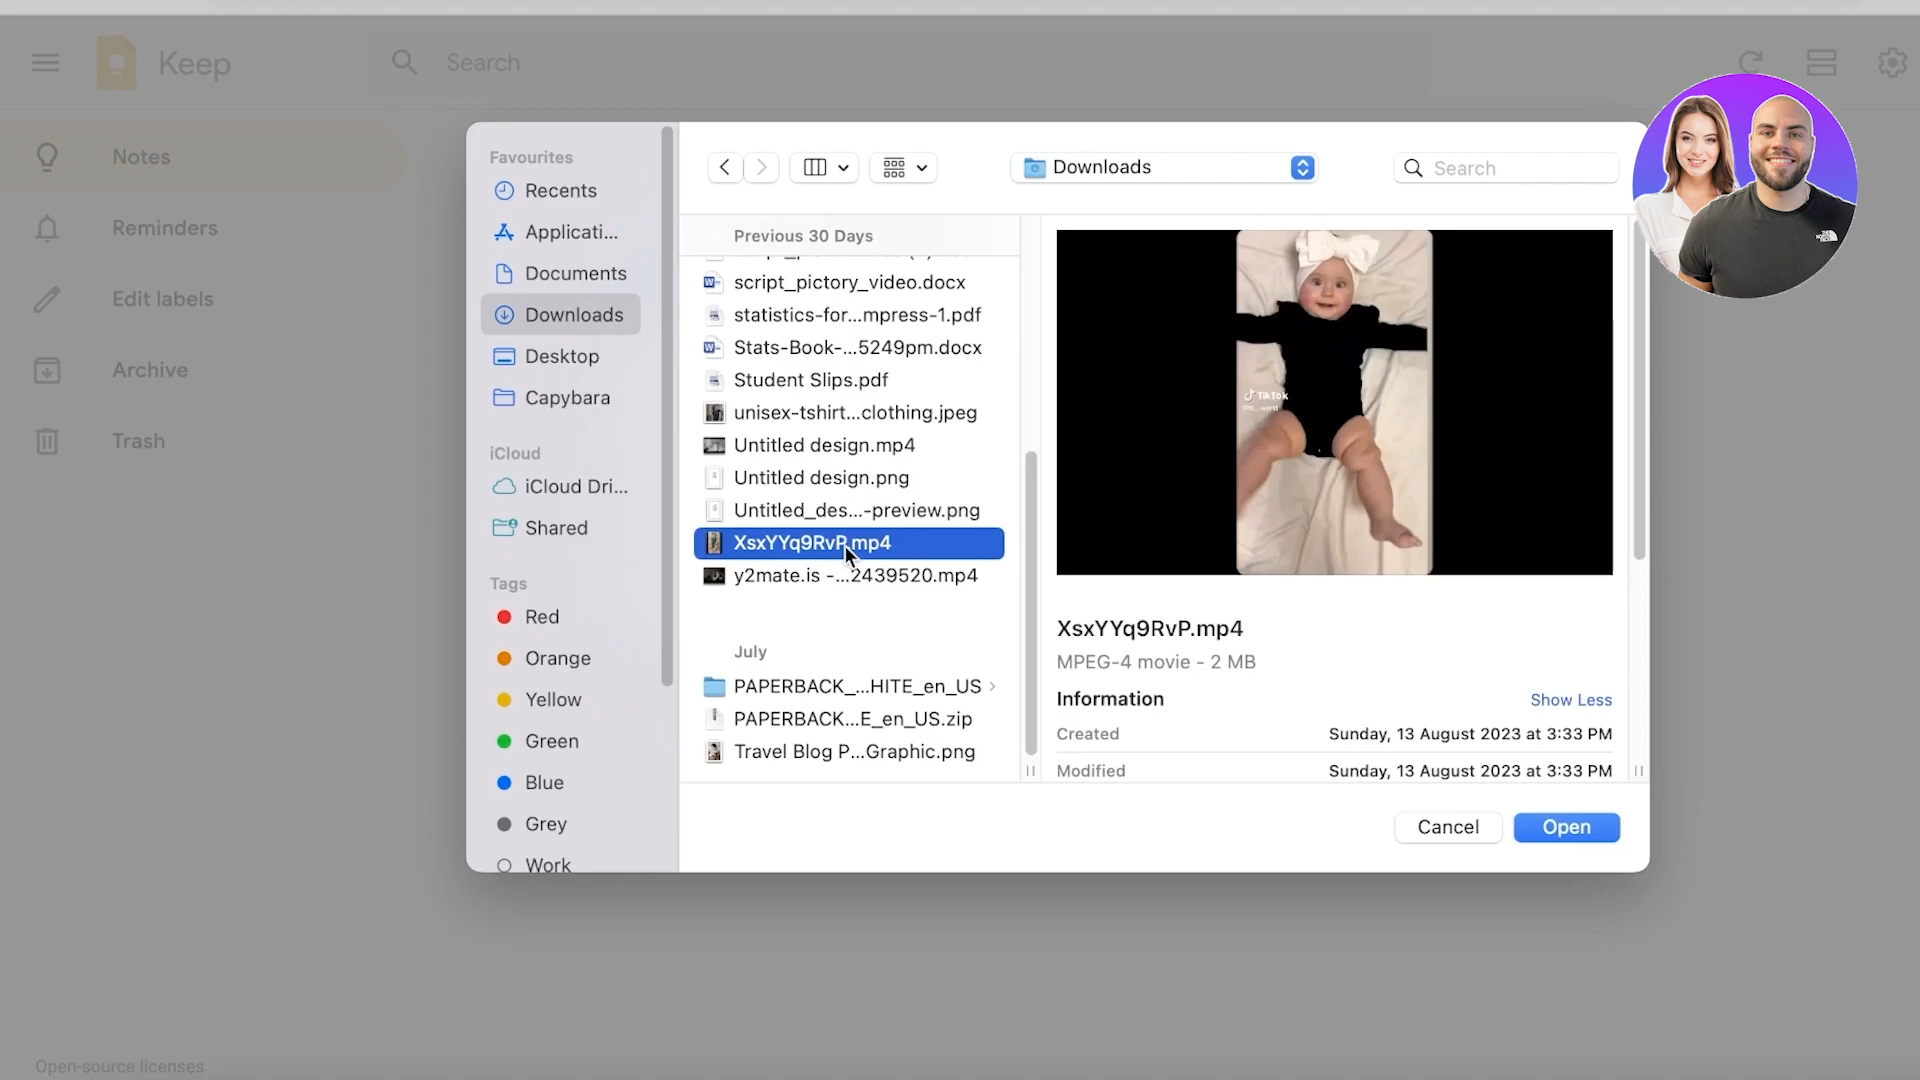 Keep
Search
Notes
Reminders
Edit labels
Archive
Trash
Open-source licenses
Favourites
Recents
Applicati...
Documents
Downloads
Desktop
Capybara
iCloud
iCloud Dri...
Shared
Tags
Red
Orange
Yellow
Green
Blue
Grey
Work
Downloads
Search
Previous 30 Days
script_pictory_video.docx
statistics-for...mpress-1.pdf
Stats-Book-...5249pm.docx
Student Slips.pdf
unisex-tshirt...clothing.jpeg
Untitled design.mp4
Untitled design.png
Untitled_des...-preview.png
XsxYYq9RvP.mp4
y2mate.is -...2439520.mp4
July
PAPERBACK_...HITE_en_US
PAPERBACK...E_en_US.zip
Travel Blog P...Graphic.png
TikTok
XsxYYq9RvP.mp4
MPEG-4 movie - 2 MB
Information
Show Less
Created
Sunday, 13 August 2023 at 3:33 PM
Modified
Sunday, 13 August 2023 at 3:33 PM
Cancel
Open